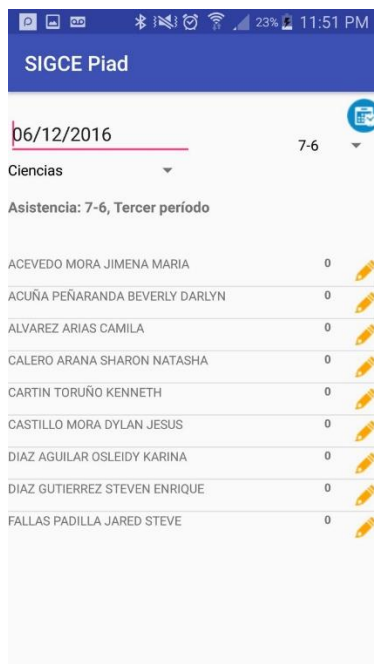 23% 11:51 PM
SIGCE Piad
06/12/2016
7-6
Ciencias
Asistencia: 7-6, Tercer período
ACEVEDO MORA JIMENA MARIA 0
ACUÑA PEÑARANDA BEVERLY DARLYN 0
ALVAREZ ARIAS CAMILA 0
CALERO ARANA SHARON NATASHA 0
CARTIN TORUÑO KENNETH 0
CASTILLO MORA DYLAN JESUS 0
DIAZ AGUILAR OSLEIDY KARINA 0
DIAZ GUTIERREZ STEVEN ENRIQUE 0
FALLAS PADILLA JARED STEVE 0